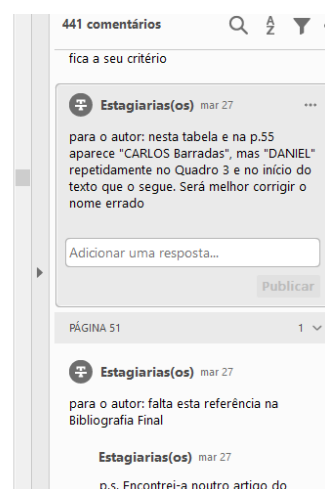 441 comentários
fica a seu critério
Estagiarias(os) mar 27
para o autor: nesta tabela e na p.55
aparece "CARLOS Barradas", mas "DANIEL"
repetidamente no Quadro 3 e no início do
texto que o segue. Será melhor corrigir o
nome errado
Adicionar uma resposta...
Publicar
PÁGINA 51 1
Estagiarias(os) mar 27
para o autor: falta esta referência na
Bibliografia Final
Estagiarias(os) mar 27
p.s. Encontrei-a noutro artigo do